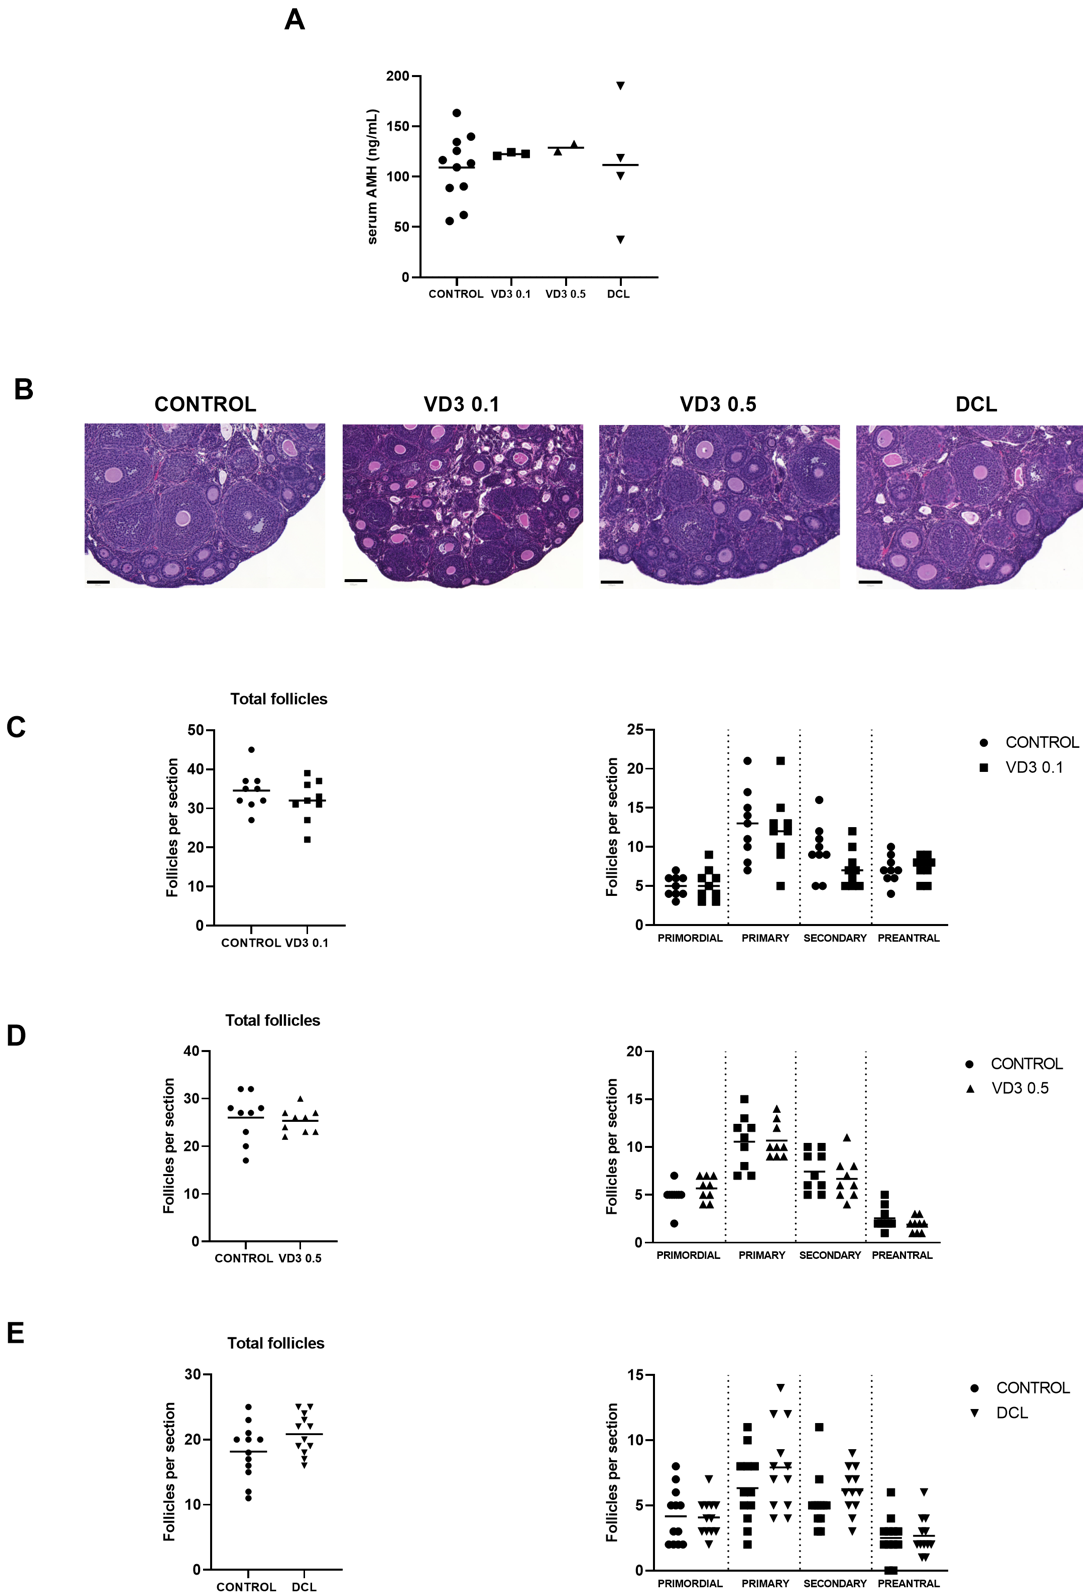 A
200
150
100
50
0
serum AMH (ng/mL)
CONTROL VD3 0.1 VD3 0.5 DCL
B
CONTROL VD3 0.1 VD3 0.5 DCL
C
Total follicles
50
40
30
20
10
0
Follicles per section
CONTROL VD3 0.1
25
20
15
10
5
0
Follicles per section
PRIMORDIAL PRIMARY SECONDARY PREANTRAL
CONTROL
VD3 0.1
D
Total follicles
40
30
20
10
0
Follicles per section
CONTROL VD3 0.5
20
15
10
5
0
Follicles per section
PRIMORDIAL PRIMARY SECONDARY PREANTRAL
CONTROL
VD3 0.5
E
Total follicles
30
20
10
0
Follicles per section
CONTROL DCL
15
10
5
0
Follicles per section
PRIMORDIAL PRIMARY SECONDARY PREANTRAL
CONTROL
DCL